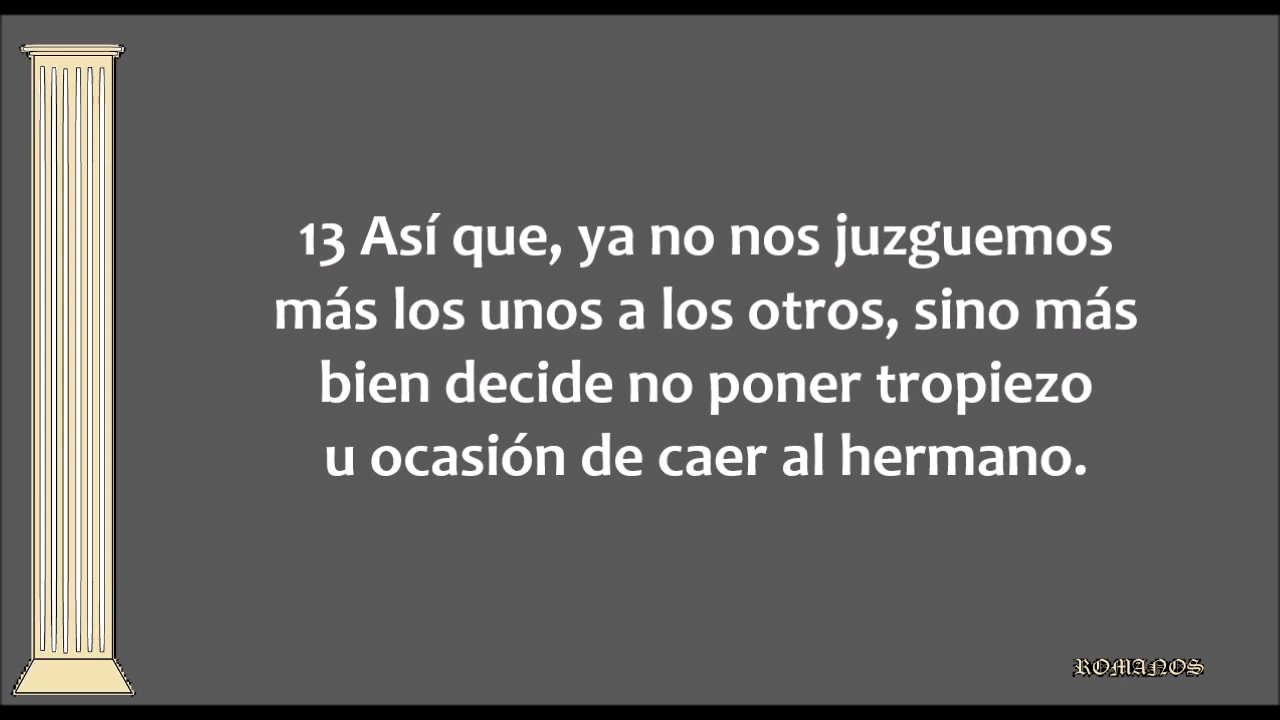 13 Así que, ya no nos juzguemos
más los unos a los otros, sino más
bien decide no poner tropiezo
u ocasión de caer al hermano.
ROMANOS